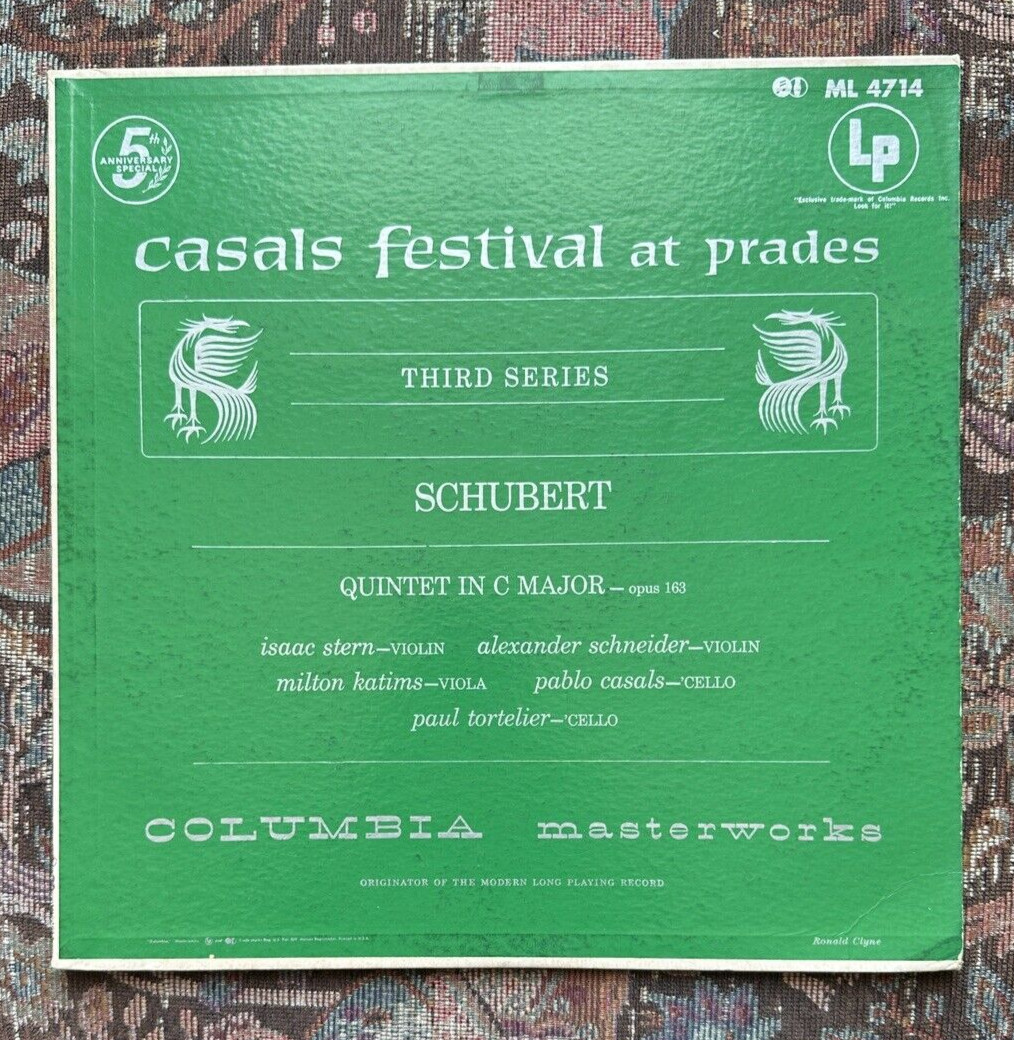 ML 4714
5th
ANNIVERSARY
SPECIAL
LP
"Exclusive trade-mark of Columbia Records Inc.
Look for it!"
casals festival at prades
THIRD SERIES
SCHUBERT
QUINTET IN C MAJOR – opus 163
isaac stern–VIOLIN alexander schneider–VIOLIN
milton katims–VIOLA pablo casals–'CELLO
paul tortelier–'CELLO
COLUMBIA masterworks
ORIGINATOR OF THE MODERN LONG PLAYING RECORD
Ronald Clyne